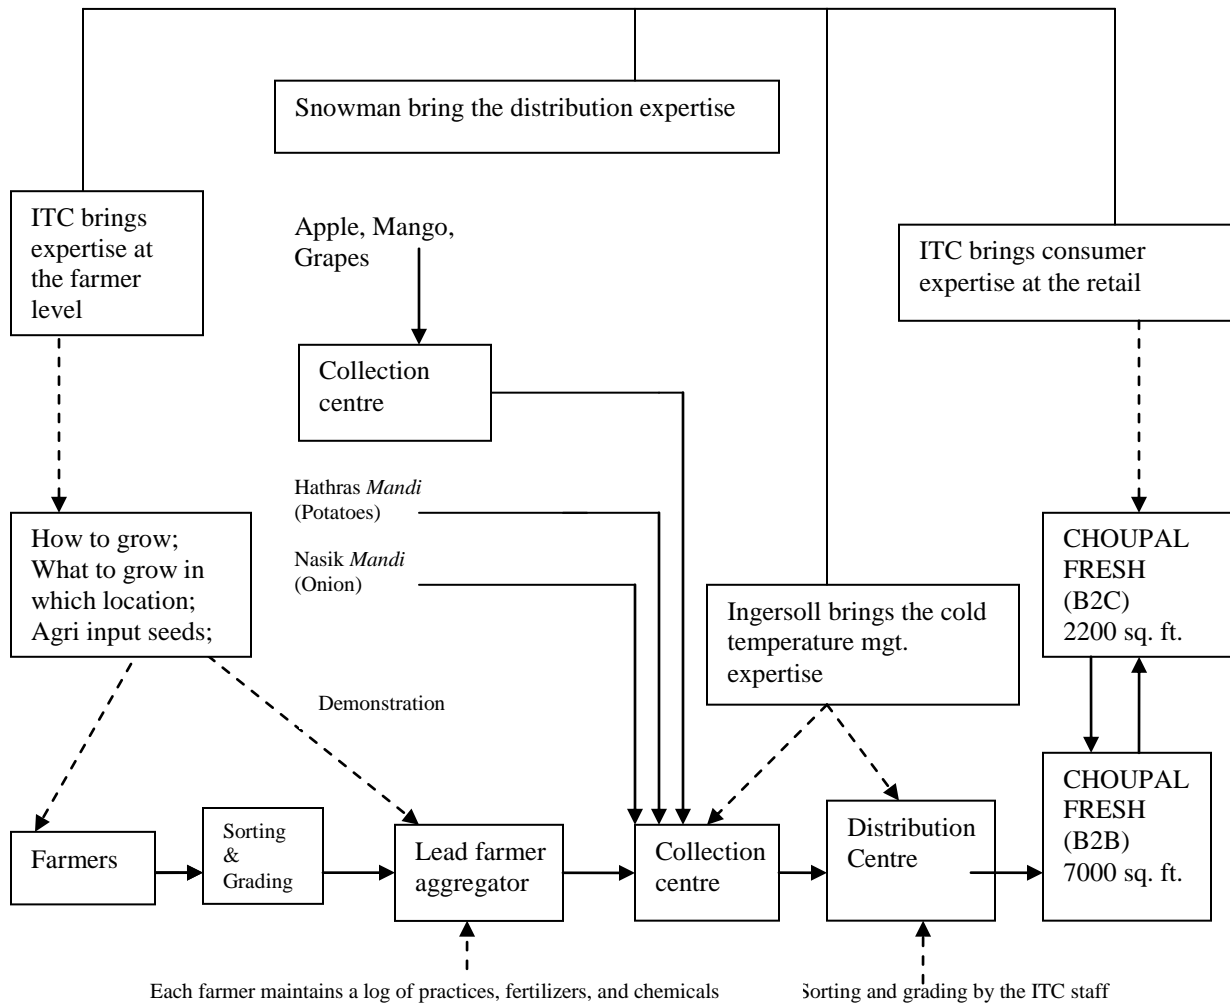 Snowman bring the distribution expertise
ITC brings
expertise at
the farmer
level
Apple, Mango,
Grapes
ITC brings consumer
expertise at the retail
Collection
centre
Hathras Mandi
(Potatoes)
Nasik Mandi
(Onion)
How to grow;
What to grow in
which location;
Agri input seeds;
CHOUPAL
FRESH
(B2C)
2200 sq. ft.
Ingersoll brings the cold
temperature mgt.
expertise
Demonstration
Farmers
Sorting
&
Grading
Lead farmer
aggregator
Collection
centre
Distribution
Centre
CHOUPAL
FRESH
(B2B)
7000 sq. ft.
Each farmer maintains a log of practices, fertilizers, and chemicals
Sorting and grading by the ITC staff